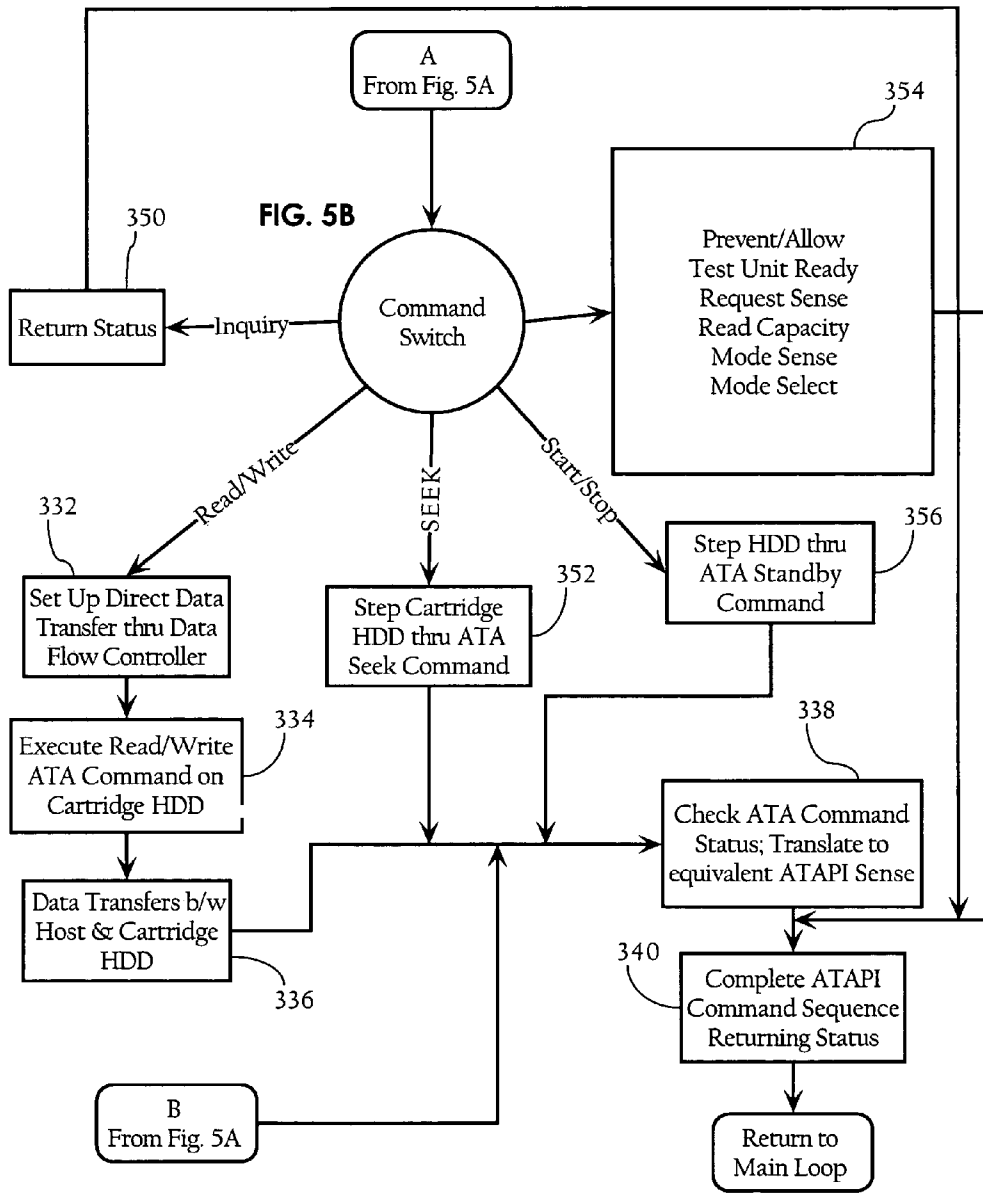 A
From Fig. 5A
354
FIG. 5B
350
Prevent/Allow
Test Unit Ready
Request Sense
Read Capacity
Mode Sense
Mode Select
Return Status
Inquiry
Command
Switch
Read/Write
SEEK
Start/Stop
332
356
Set Up Direct Data
Transfer thru Data
Flow Controller
352
Step Cartridge
HDD thru ATA
Seek Command
Step HDD thru
ATA Standby
Command
334
Execute Read/Write
ATA Command on
Cartridge HDD
338
Check ATA Command
Status; Translate to
equivalent ATAPI Sense
Data Transfers b/w
Host & Cartridge
HDD
336
340
Complete ATAPI
Command Sequence
Returning Status
B
From Fig. 5A
Return to
Main Loop